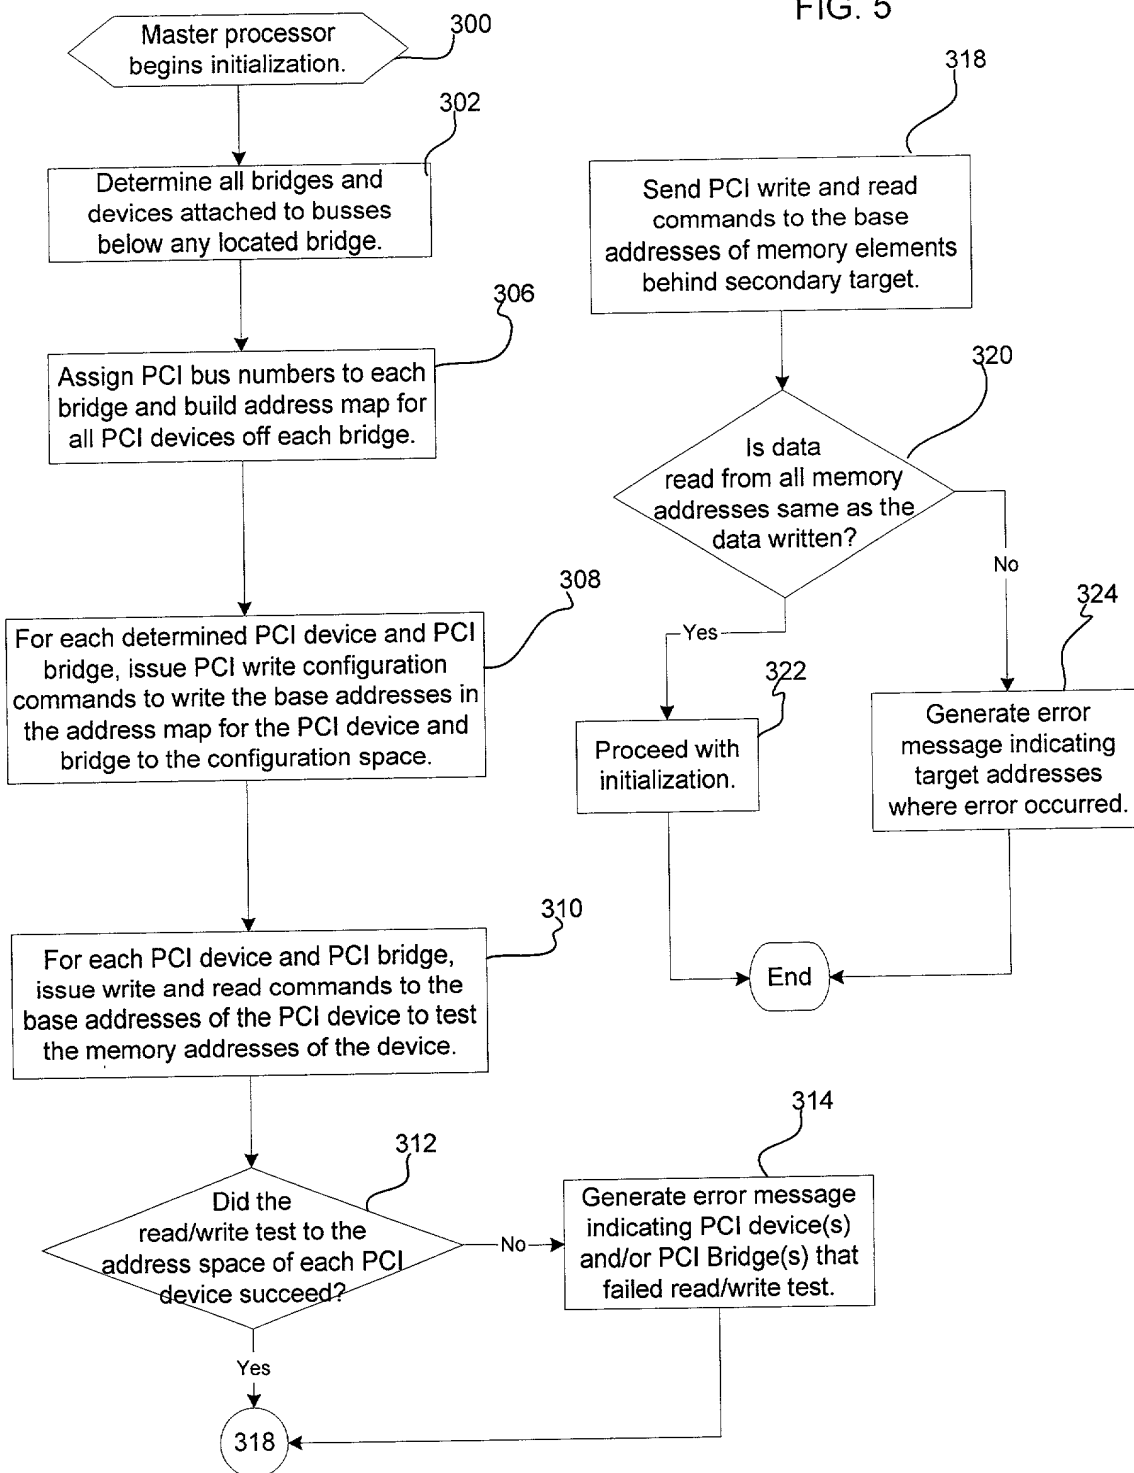 FIG. 5
Master processor
begins initialization.
300
302
Determine all bridges and
devices attached to busses
below any located bridge.
306
Assign PCI bus numbers to each
bridge and build address map for
all PCI devices off each bridge.
308
For each determined PCI device and PCI
bridge, issue PCI write configuration
commands to write the base addresses in
the address map for the PCI device and
bridge to the configuration space.
310
For each PCI device and PCI bridge,
issue write and read commands to the
base addresses of the PCI device to test
the memory addresses of the device.
312
Did the
read/write test to the
address space of each PCI
device succeed?
No
314
Generate error message
indicating PCI device(s)
and/or PCI Bridge(s) that
failed read/write test.
Yes
318
318
Send PCI write and read
commands to the base
addresses of memory elements
behind secondary target.
320
Is data
read from all memory
addresses same as the
data written?
No
Yes
322
Proceed with
initialization.
324
Generate error
message indicating
target addresses
where error occurred.
End